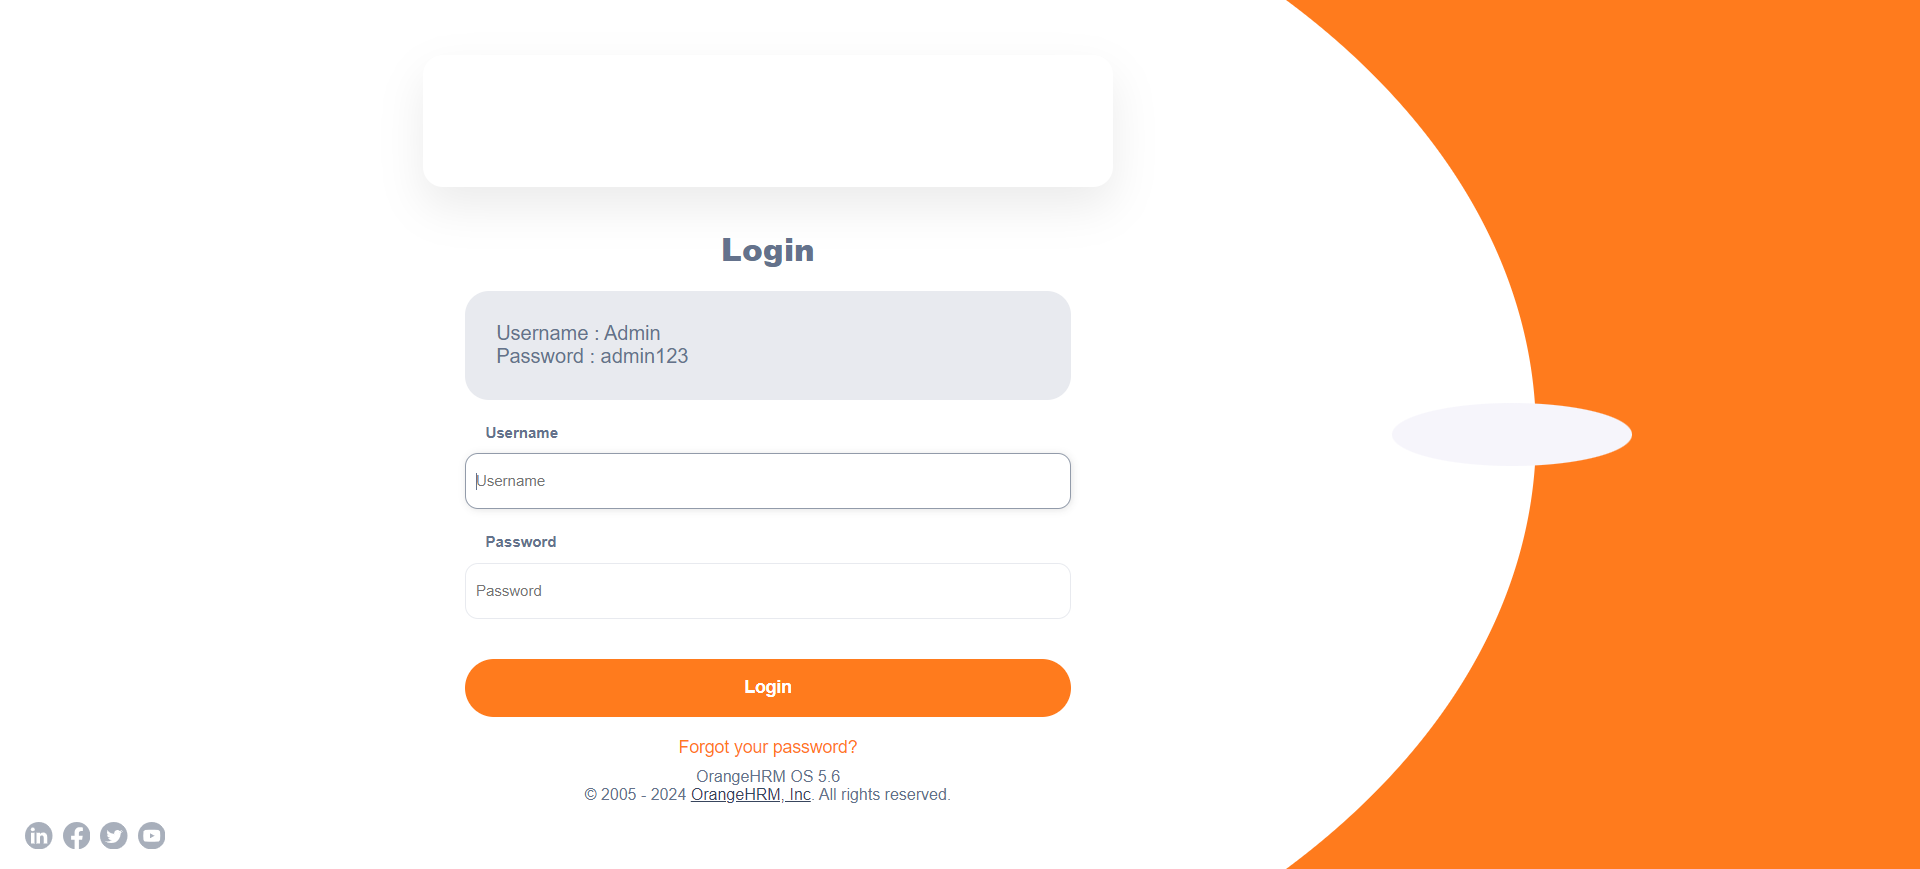 Login
Username : Admin
Password : admin123
Username
Username
Password
Password
Login
Forgot your password?
OrangeHRM OS 5.6
© 2005 - 2024 OrangeHRM, Inc. All rights reserved.